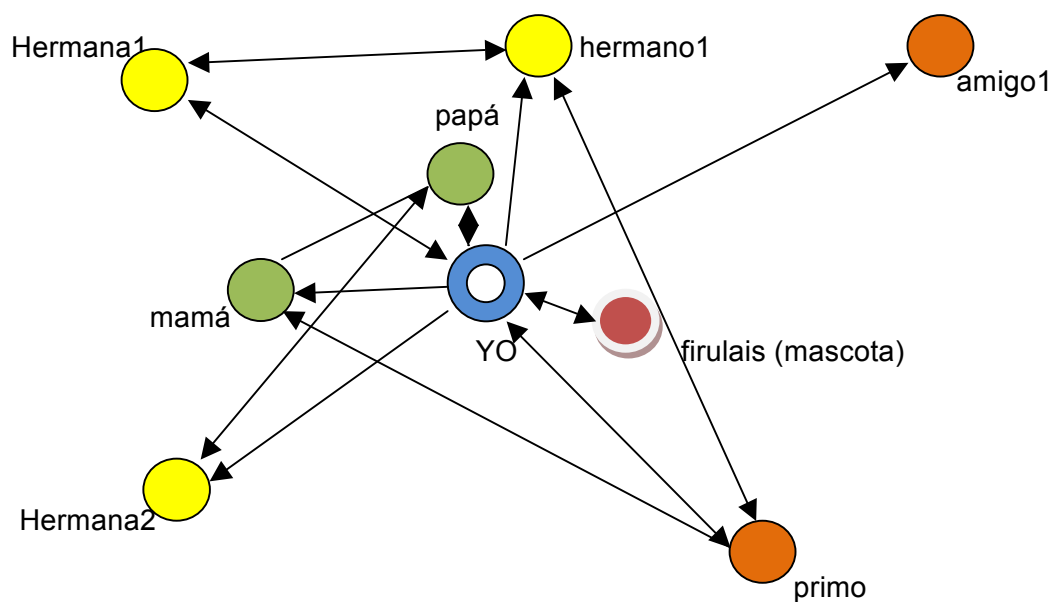 Hermana1
hermano1
amigo1
papá
mamá
YO
firulais (mascota)
Hermana2
primo